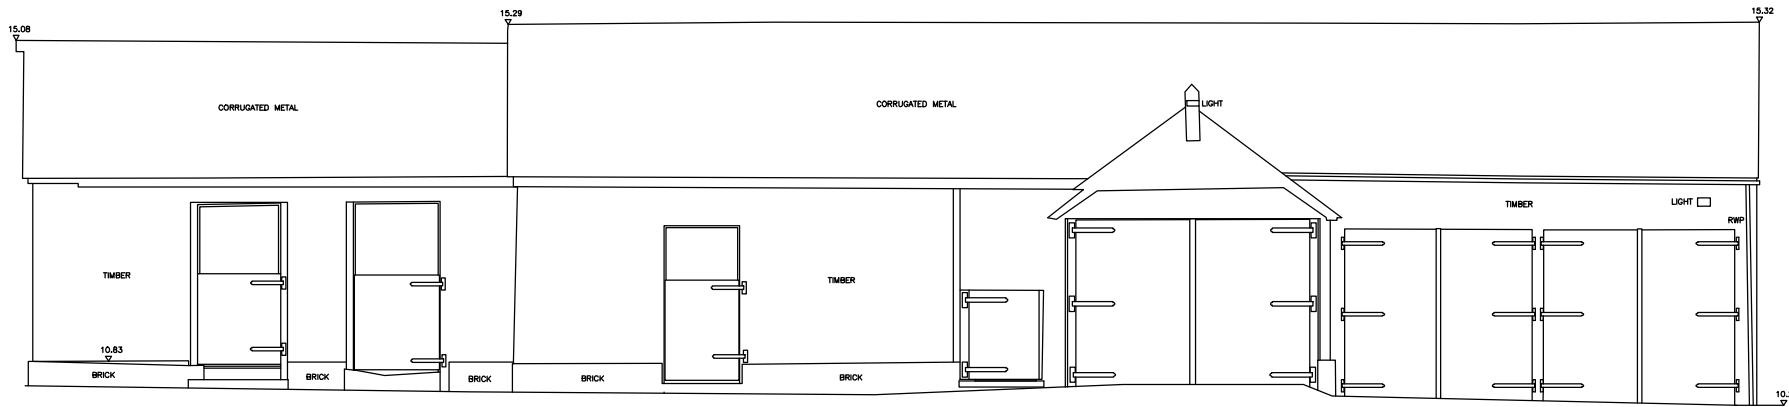 15.29
15.32
15.08
CORRUGATED METAL
CORRUGATED METAL
LIGHT
TIMBER
LIGHT
RWP
TIMBER
TIMBER
10.83
BRICK
BRICK
BRICK
BRICK
BRICK